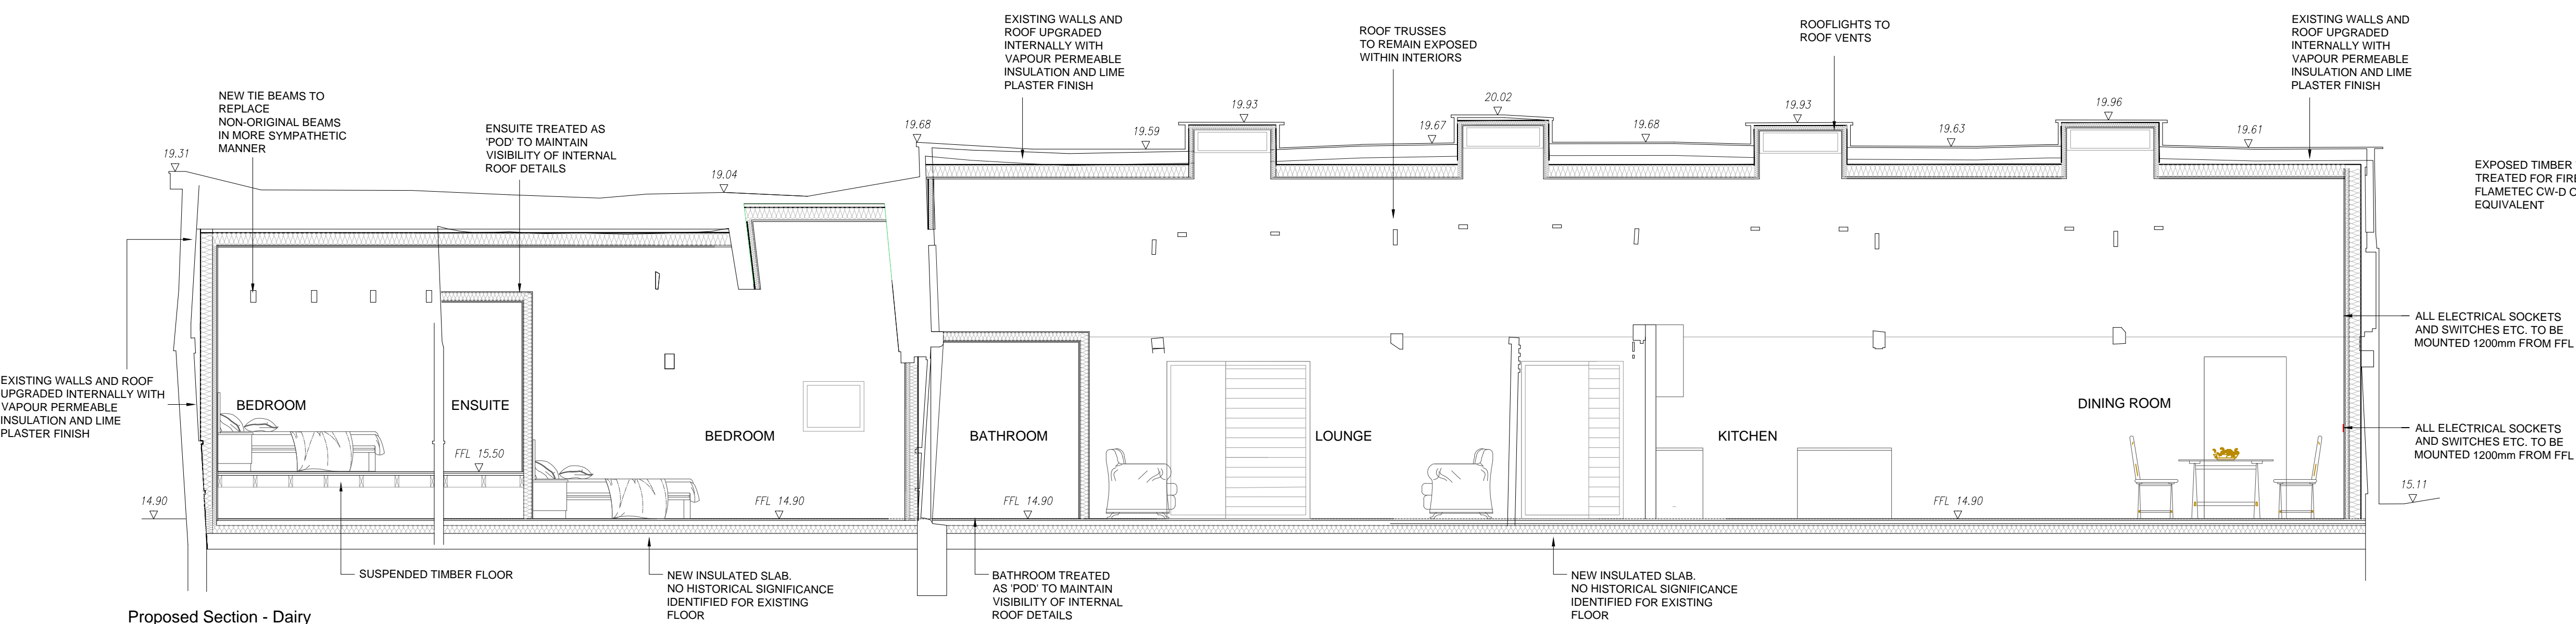 EXISTING WALLS AND
ROOF UPGRADED
INTERNALLY WITH
VAPOUR PERMEABLE
INSULATION AND LIME
PLASTER FINISH
ROOF TRUSSES
TO REMAIN EXPOSED
WITHIN INTERIORS
ROOFLIGHTS TO
ROOF VENTS
EXISTING WALLS AND
ROOF UPGRADED
INTERNALLY WITH
VAPOUR PERMEABLE
INSULATION AND LIME
PLASTER FINISH
NEW TIE BEAMS TO
REPLACE
NON-ORIGINAL BEAMS
IN MORE SYMPATHETIC
MANNER
ENSUITE TREATED AS
'POD' TO MAINTAIN
VISIBILITY OF INTERNAL
ROOF DETAILS
19.31
19.04
19.68
19.59
19.93
19.67
20.02
19.68
19.93
19.63
19.96
19.61
EXPOSED TIMBER
TREATED FOR FIRE
FLAMETEC CW-D O
EQUIVALENT
ALL ELECTRICAL SOCKETS
AND SWITCHES ETC. TO BE
MOUNTED 1200mm FROM FFL
EXISTING WALLS AND ROOF
UPGRADED INTERNALLY WITH
VAPOUR PERMEABLE
INSULATION AND LIME
PLASTER FINISH
BEDROOM
ENSUITE
BEDROOM
BATHROOM
LOUNGE
KITCHEN
DINING ROOM
ALL ELECTRICAL SOCKETS
AND SWITCHES ETC. TO BE
MOUNTED 1200mm FROM FFL
FFL 15.50
14.90
FFL 14.90
FFL 14.90
FFL 14.90
15.11
SUSPENDED TIMBER FLOOR
NEW INSULATED SLAB.
NO HISTORICAL SIGNIFICANCE
IDENTIFIED FOR EXISTING
FLOOR
BATHROOM TREATED
AS 'POD' TO MAINTAIN
VISIBILITY OF INTERNAL
ROOF DETAILS
NEW INSULATED SLAB.
NO HISTORICAL SIGNIFICANCE
IDENTIFIED FOR EXISTING
FLOOR
Proposed Section - Dairy